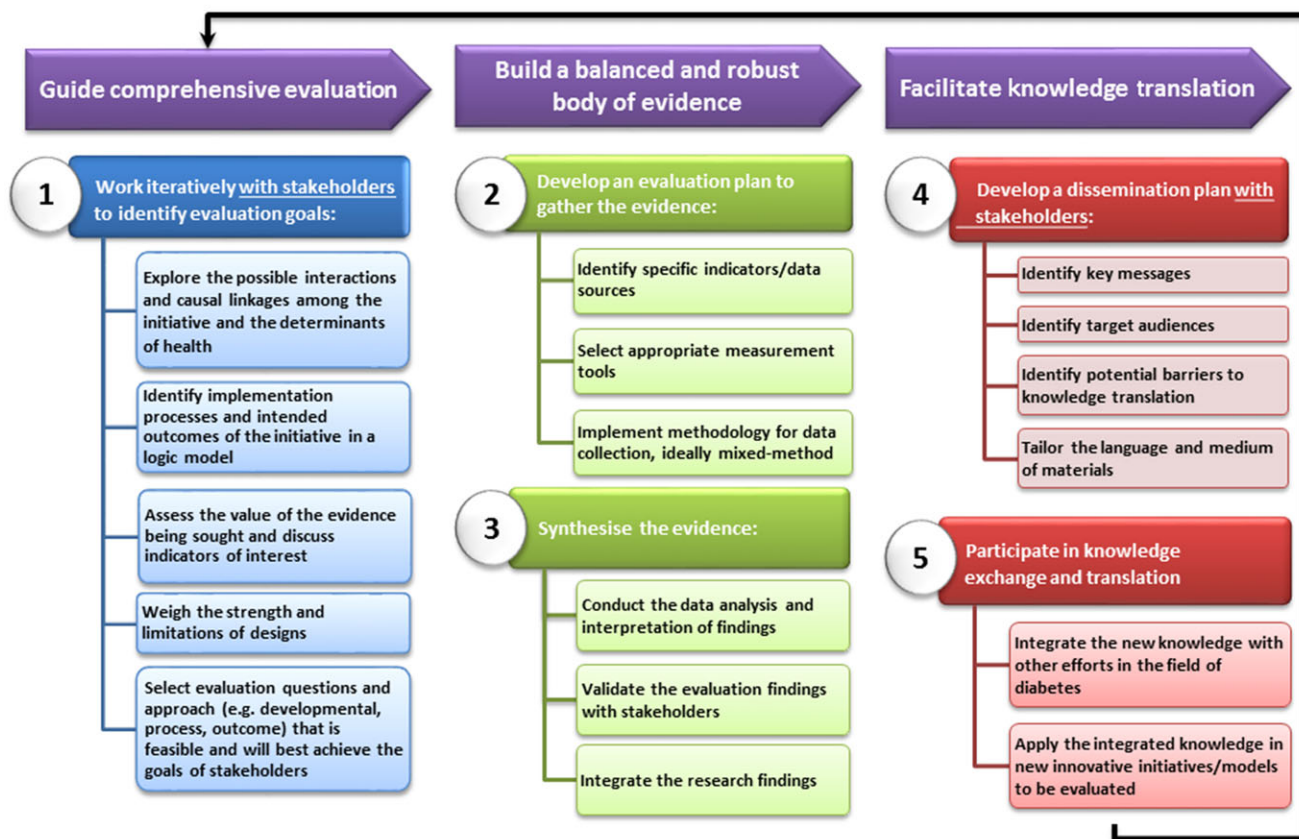 Guide comprehensive evaluation
Build a balanced and robust
body of evidence
Facilitate knowledge translation
1
Work iteratively with stakeholders
to identify evaluation goals:
Explore the possible interactions
and causal linkages among the
initiative and the determinants
of health
Identify implementation
processes and intended
outcomes of the initiative in a
logic model
Assess the value of the evidence
being sought and discuss
indicators of interest
Weigh the strength and
limitations of designs
Select evaluation questions and
approach (e.g. developmental,
process, outcome) that is
feasible and will best achieve the
goals of stakeholders
2
Develop an evaluation plan to
gather the evidence:
Identify specific indicators/data
sources
Select appropriate measurement
tools
Implement methodology for data
collection, ideally mixed-method
3
Synthesise the evidence:
Conduct the data analysis and
interpretation of findings
Validate the evaluation findings
with stakeholders
Integrate the research findings
4
Develop a dissemination plan with
stakeholders:
Identify key messages
Identify target audiences
Identify potential barriers to
knowledge translation
Tailor the language and medium
of materials
5
Participate in knowledge
exchange and translation
Integrate the new knowledge with
other efforts in the field of
diabetes
Apply the integrated knowledge in
new innovative initiatives/models
to be evaluated